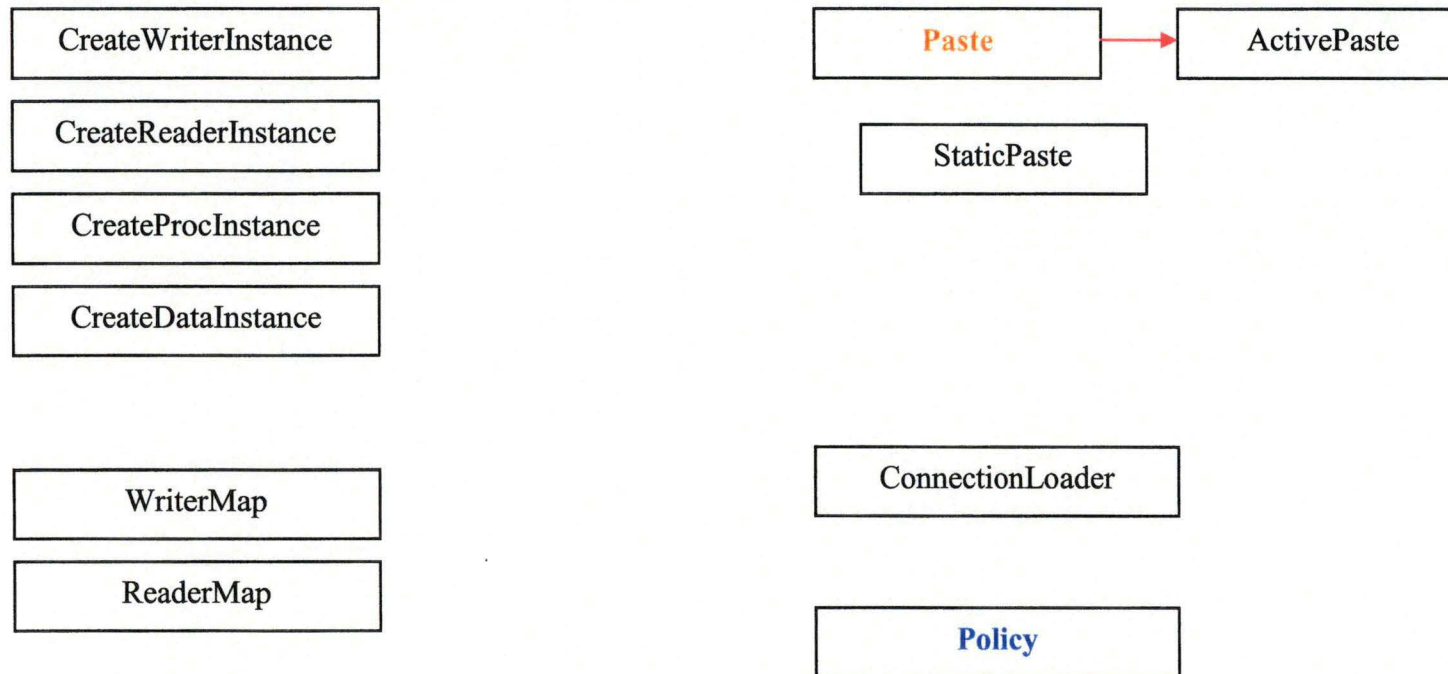 CreateWriterInstance
CreateReaderInstance
CreateProcInstance
CreateDataInstance
WriterMap
ReaderMap
Paste
ActivePaste
StaticPaste
ConnectionLoader
Policy